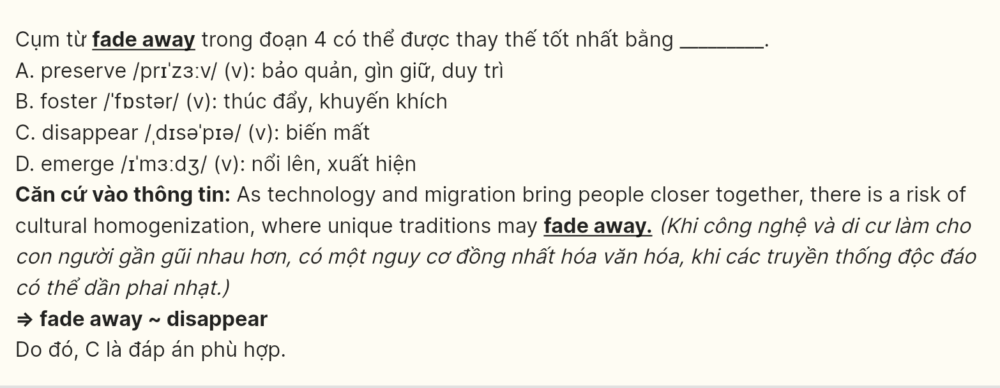 Cụm từ fade away trong đoạn 4 có thể được thay thế tốt nhất bằng _________.
A. preserve /prɪˈzɜːv/ (v): bảo quản, gìn giữ, duy trì
B. foster /ˈfɒstər/ (v): thúc đẩy, khuyến khích
C. disappear /ˌdɪsəˈpɪə/ (v): biến mất
D. emerge /ɪˈmɜːdʒ/ (v): nổi lên, xuất hiện
Căn cứ vào thông tin: As technology and migration bring people closer together, there is a risk of
cultural homogenization, where unique traditions may fade away. (Khi công nghệ và di cư làm cho
con người gần gũi nhau hơn, có một nguy cơ đồng nhất hóa văn hóa, khi các truyền thống độc đáo
có thể dần phai nhạt.)
⇒ fade away ~ disappear
Do đó, C là đáp án phù hợp.